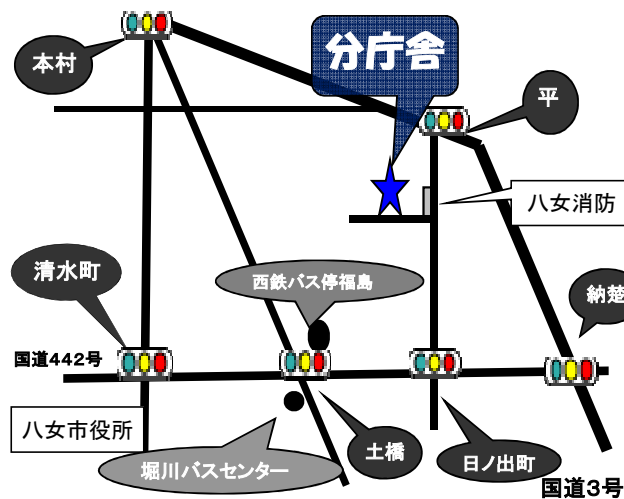 本村
分庁舎
平
八女消防
清水町
西鉄バス停福島
納楚
国道442号
八女市役所
土橋
堀川バスセンター
日ノ出町
国道3号